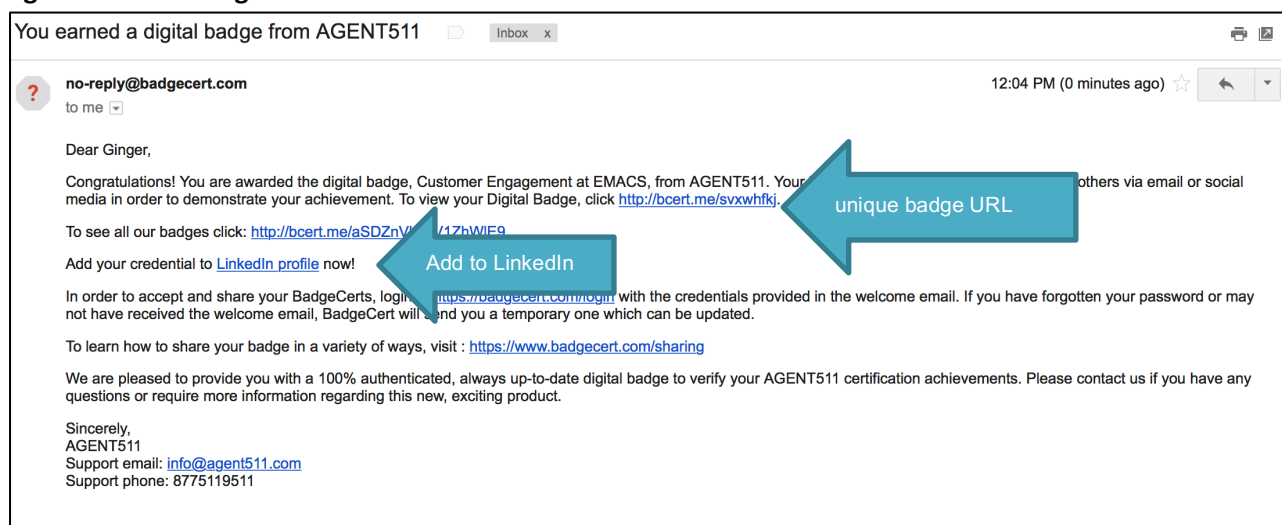 You earned a digital badge from AGENT511 Inbox x
no-reply@badgecert.com 12:04 PM (0 minutes ago)
to me
Dear Ginger,
Congratulations! You are awarded the digital badge, Customer Engagement at EMACS, from AGENT511. Your others via email or social
media in order to demonstrate your achievement. To view your Digital Badge, click http://bcert.me/svxwhfkj.
unique badge URL
To see all our badges click:
Add your credential to LinkedIn profile now!
Add to LinkedIn
In order to accept and share your BadgeCerts, login https://badgecert.com/login with the credentials provided in the welcome email. If you have forgotten your password or may
not have received the welcome email, BadgeCert will send you a temporary one which can be updated.
To learn how to share your badge in a variety of ways, visit : https://www.badgecert.com/sharing
We are pleased to provide you with a 100% authenticated, always up-to-date digital badge to verify your AGENT511 certification achievements. Please contact us if you have any
questions or require more information regarding this new, exciting product.
Sincerely,
AGENT511
Support email: info@agent511.com
Support phone: 8775119511